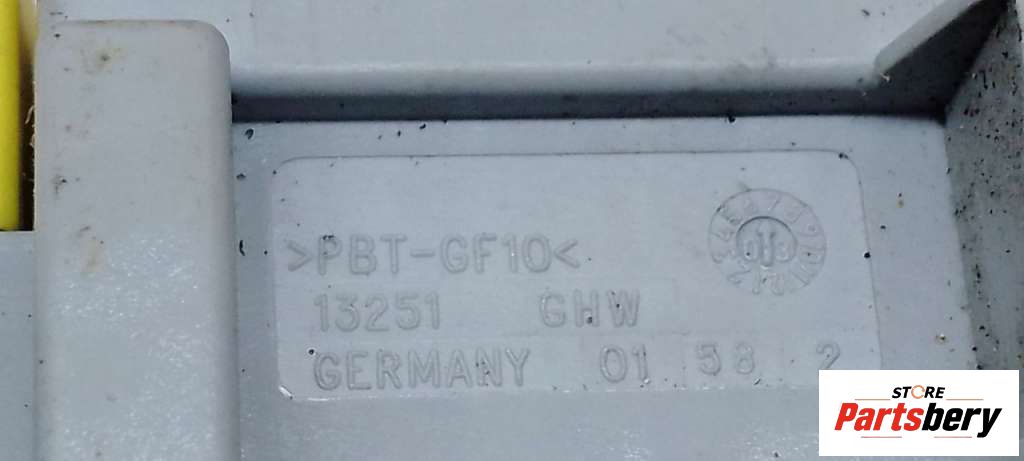 >PBT-GF10<
13251 GHW
GERMANY 01 58 2
STORE
Partsbery